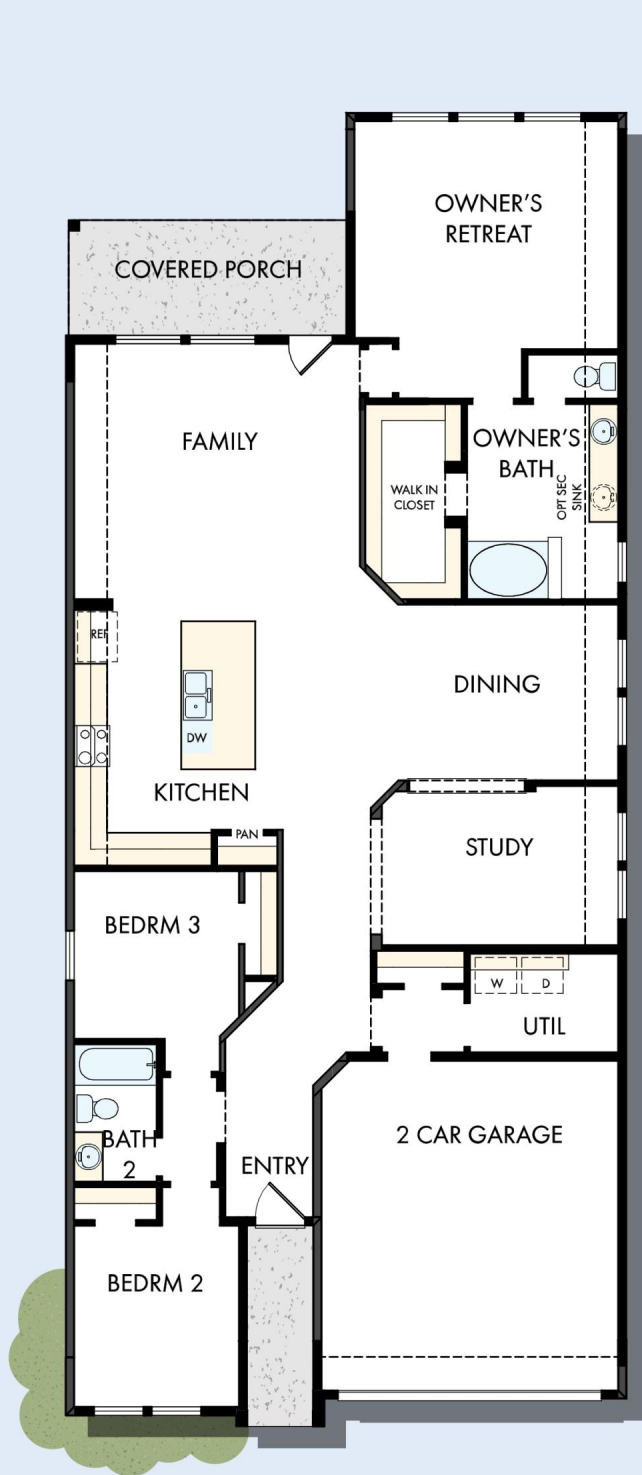 OWNER'S
RETREAT
COVERED PORCH
FAMILY
OWNER'S
BATH
WALK IN
CLOSET
OPT SEC
SINK
REF
DINING
DW
KITCHEN
PAN
STUDY
BEDRM 3
W
D
UTIL
BATH
2
2 CAR GARAGE
ENTRY
BEDRM 2